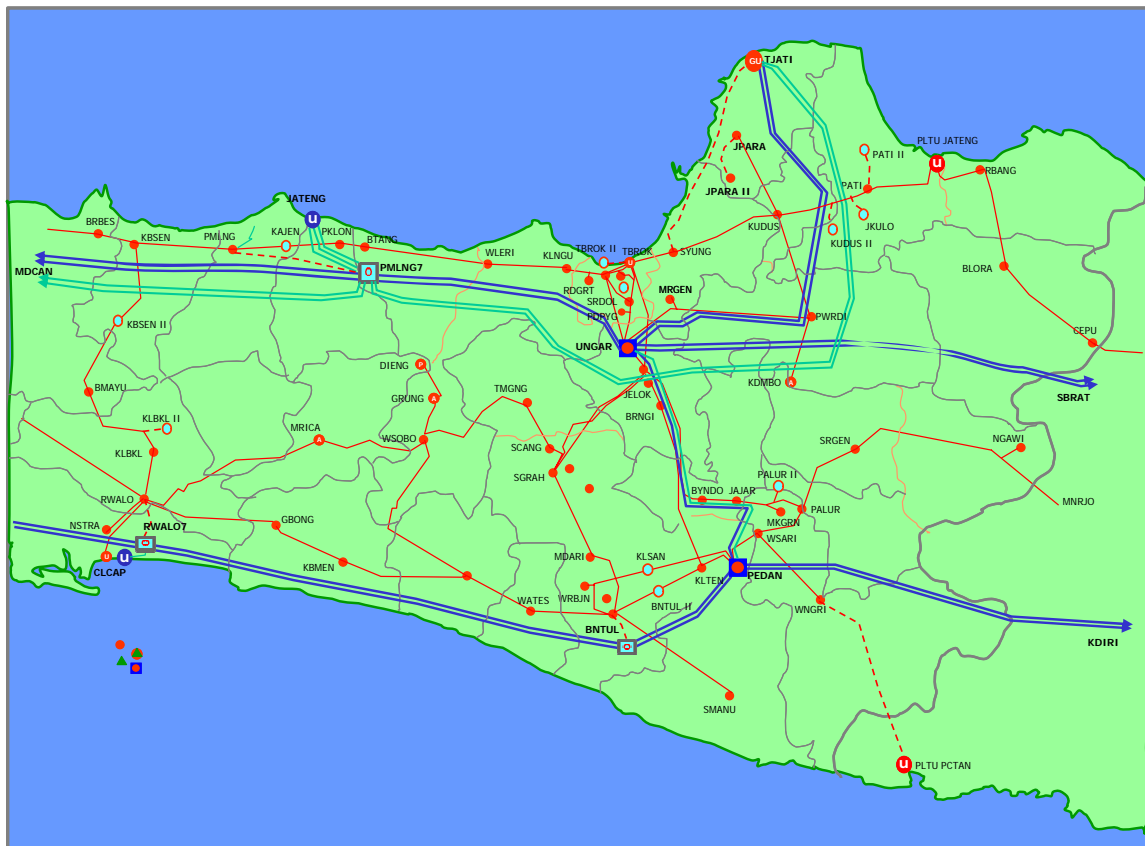 GU
TJATI
PLTU JATENG
JPARA
PATI II
U
RBANG
JPARA II
PATI
JATENG
U
JKULO
BRBES
KBSEN
PMLNG
KAJEN
PKLON
BTANG
KUDUS
KUDUS II
WLERI
KLNGU
TBROK II
TBROK
U
SYUNG
MDCAN
O
PMLNG7
BLORA
RDGRT
MRGEN
SRDOL
PDPYG
PWRDI
KBSEN II
CEPU
UNGAR
DIENG
P
KDMBO
A
SBRAT
BMAYU
GRUNG
A
TMGNG
JELOK
BRNGI
KLBKL II
MRICA
A
WSOBO
SCANG
SRGEN
NGAWI
KLBKL
SGRAH
PALUR II
RWALO
BYNDO
JAJAR
PALUR
MNRJO
NSTRA
RWALO7
GBONG
MKGRN
WSARI
O
U
U
CLCAP
KBMEN
MDARI
KLSAN
KLTEN
PEDAN
WATES
WRBJN
BNTUL II
WNGRI
BNTUL
O
KDIRI
SMANU
U
PLTU PCTAN